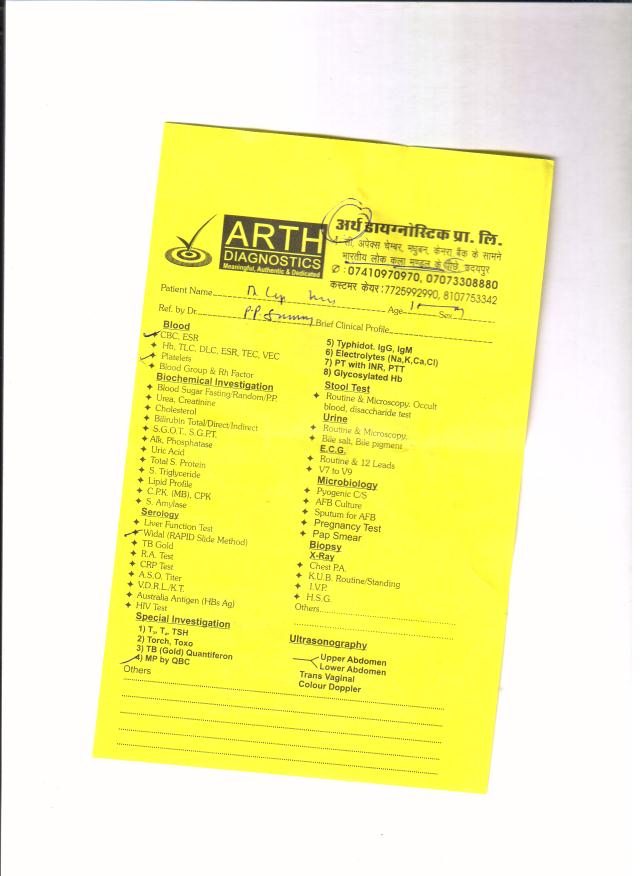 ARTH
DIAGNOSTICS
Meaningful, Authentic & Dedicated
अर्थ डायग्नोस्टिक प्रा. लि.
सी, अपेक्स चेम्बर, मधुबन, केनरा बैंक के सामने
भारतीय लोक कला मण्डल के पीछे, उदयपुर
✆ : 07410970970, 07073308880
कस्टमर केयर : 7725992990, 8107753342
Patient Name
Age Sex
Ref. by Dr. P.P. Brief Clinical Profile
Blood
CBC, ESR
Hb, TLC, DLC, ESR, TEC, VEC
Platelets
Blood Group & Rh Factor
Biochemical Investigation
Blood Sugar Fasting/Random/P.P.
Urea, Creatinine
Cholesterol
Bilirubin Total/Direct/Indirect
S.G.O.T., S.G.P.T.
Alk. Phosphatase
Uric Acid
Total S. Protein
S. Triglyceride
Lipid Profile
C.P.K. (MB), CPK
S. Amylase
Serology
Liver Function Test
Widal (RAPID Slide Method)
TB Gold
R.A. Test
CRP Test
A.S.O. Titer
V.D.R.L./K.T.
Australia Antigen (HBs Ag)
HIV Test
Special Investigation
1) T₃, T₄, TSH
2) Torch, Toxo
3) TB (Gold) Quantiferon
4) MP by QBC
Others
5) Typhidot. IgG, IgM
6) Electrolytes (Na,K,Ca,Cl)
7) PT with INR, PTT
8) Glycosylated Hb
Stool Test
Routine & Microscopy. Occult
blood, disaccharide test
Urine
Routine & Microscopy.
Bile salt, Bile pigment
E.C.G.
Routine & 12 Leads
V7 to V9
Microbiology
Pyogenic C/S
AFB Culture
Sputum for AFB
Pregnancy Test
Pap Smear
Biopsy
X-Ray
Chest P.A.
K.U.B. Routine/Standing
I.V.P.
H.S.G.
Others
Ultrasonography
Upper Abdomen
Lower Abdomen
Trans Vaginal
Colour Doppler